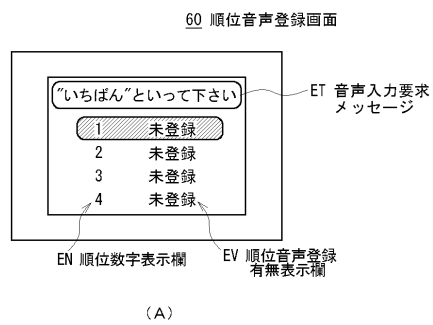 60 順位音声登録画面
"いちばん"といって下さい
ET 音声入力要求
メッセージ
1 未登録
2 未登録
3 未登録
4 未登録
EN 順位数字表示欄
EV 順位音声登録
有無表示欄
(A)